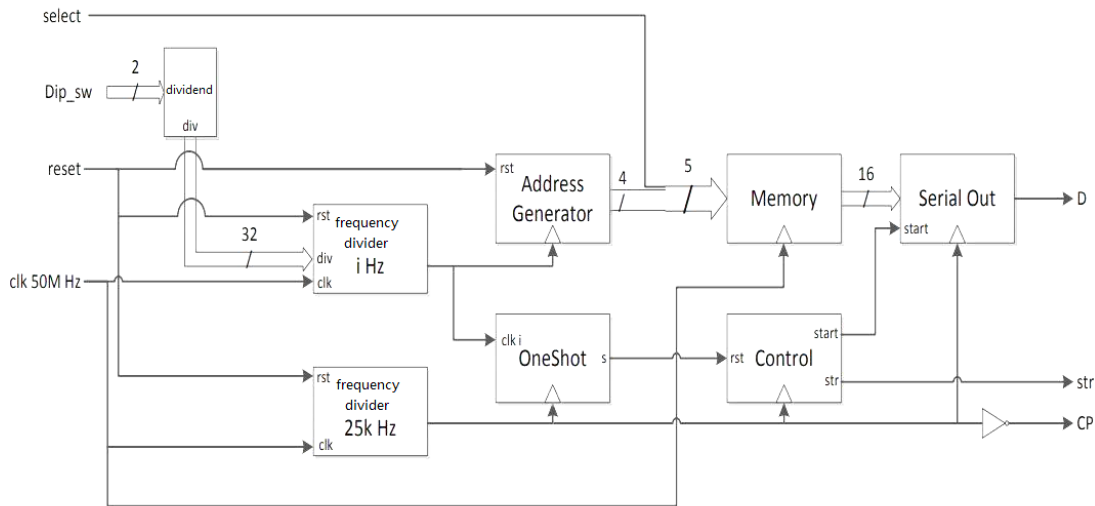 select
2
Dip_sw
dividend
div
reset
rst
Address
Generator
4
5
Memory
16
Serial Out
start
D
32
rst
frequency
divider
div
i Hz
clk
clk 50M Hz
clk i
OneShot
s
rst
Control
start
str
str
rst
frequency
divider
25k Hz
clk
CP